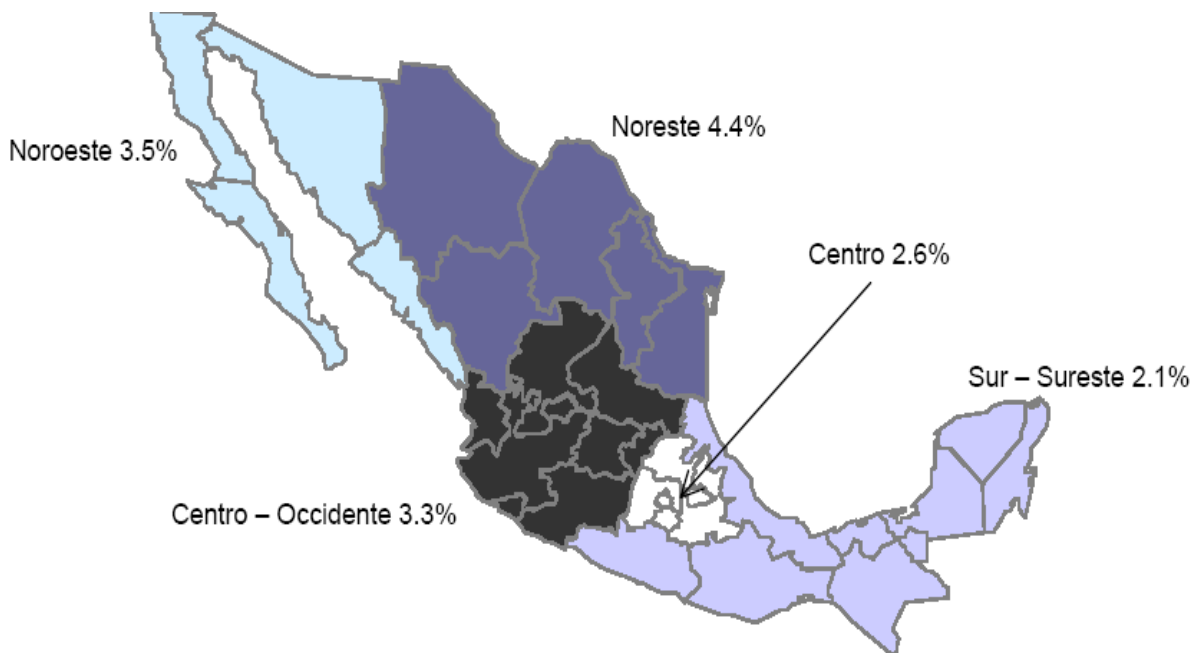 Noreste 4.4%
Noroeste 3.5%
Centro 2.6%
Sur – Sureste 2.1%
Centro – Occidente 3.3%